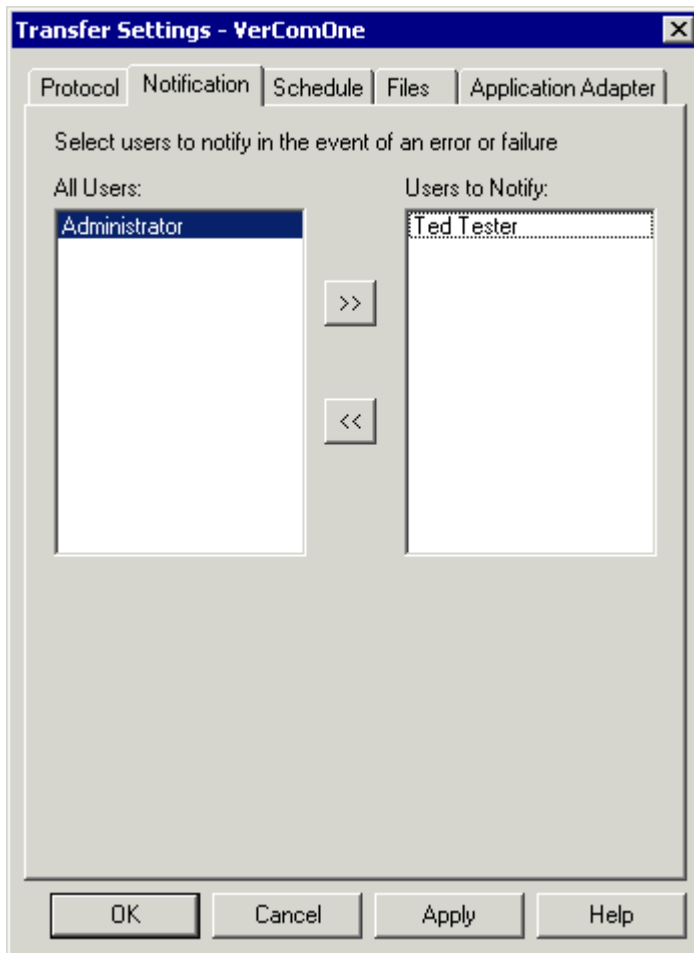 Transfer Settings - VerComOne
Protocol Notification Schedule Files Application Adapter
Select users to notify in the event of an error or failure
All Users: Users to Notify:
Administrator Ted Tester
>>
<<
OK Cancel Apply Help